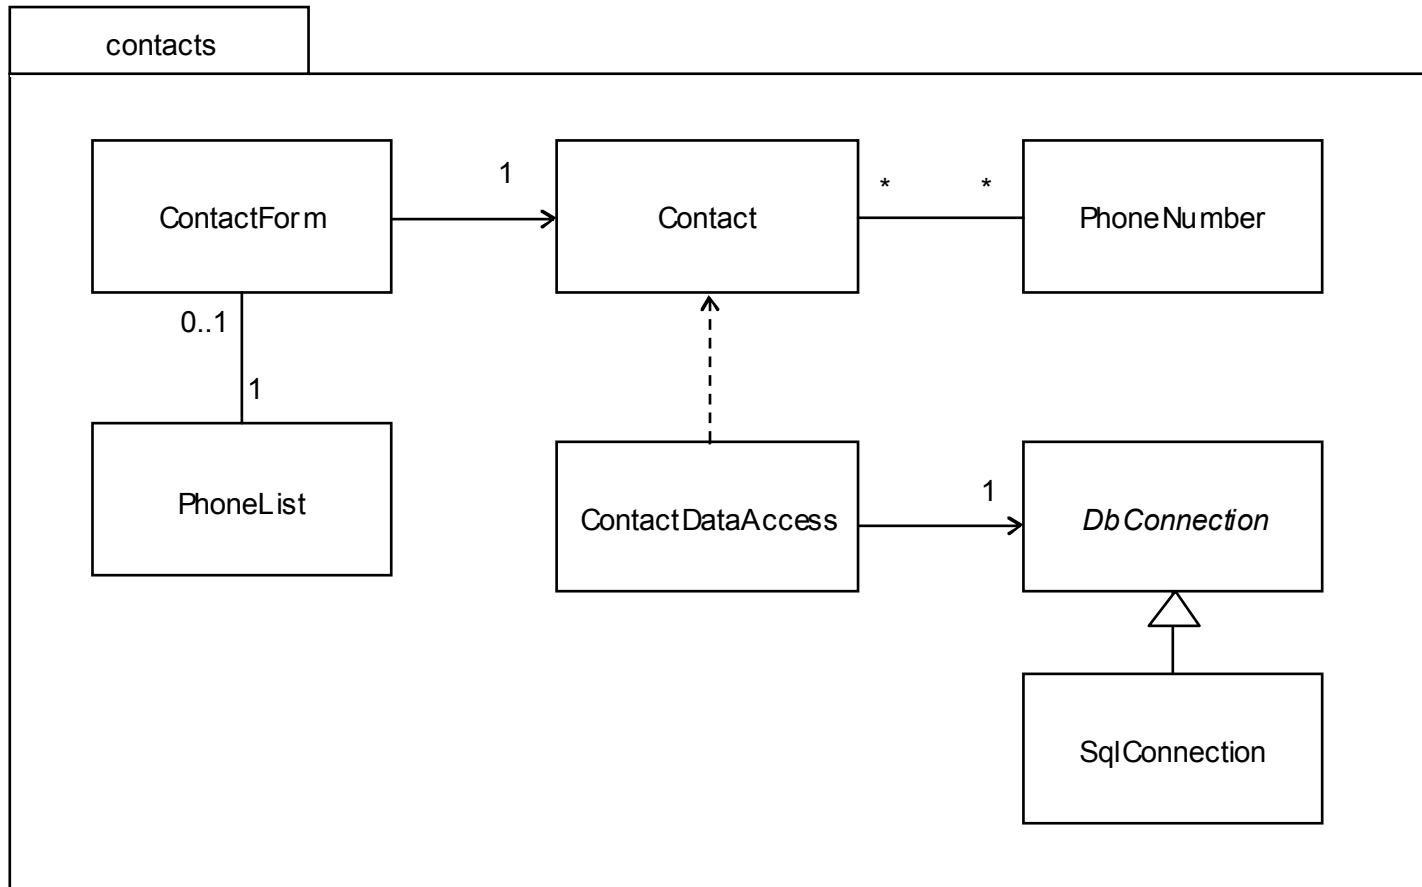 contacts
ContactForm
1
Contact
*
*
PhoneNumber
0..1
1
PhoneList
ContactDataAccess
1
DbConnection
SqlConnection